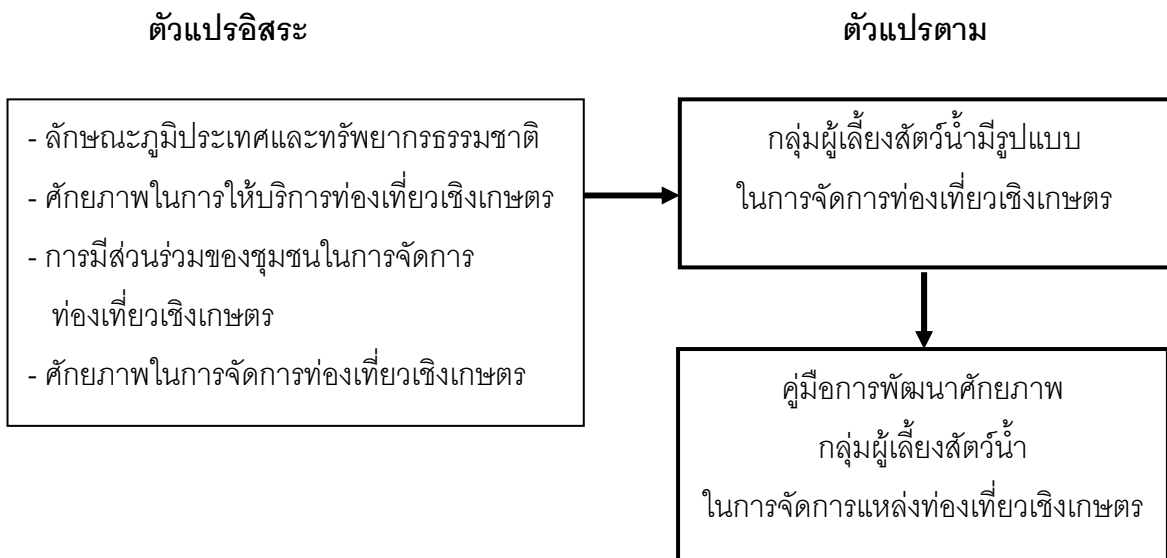 ตัวแปรอิสระ
ตัวแปรตาม
- ลักษณะภูมิประเทศและทรัพยากรธรรมชาติ
- ศักยภาพในการให้บริการท่องเที่ยวเชิงเกษตร
- การมีส่วนร่วมของชุมชนในการจัดการ
ท่องเที่ยวเชิงเกษตร
- ศักยภาพในการจัดการท่องเที่ยวเชิงเกษตร
กลุ่มผู้เลี้ยงสัตว์น้ำมีรูปแบบ
ในการจัดการท่องเที่ยวเชิงเกษตร
คู่มือการพัฒนาศักยภาพ
กลุ่มผู้เลี้ยงสัตว์น้ำ
ในการจัดการแหล่งท่องเที่ยวเชิงเกษตร